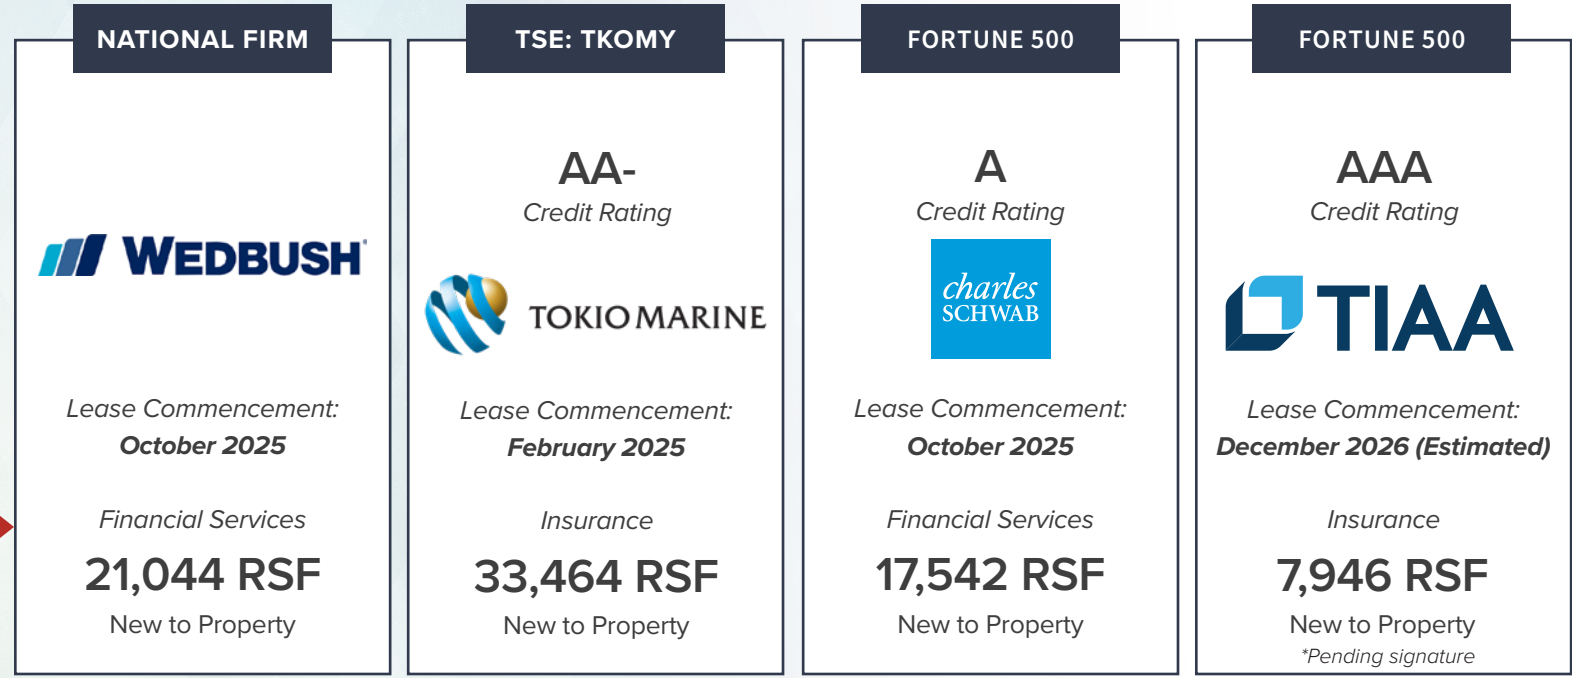 NATIONAL FIRM
WEDBUSH
Lease Commencement:
October 2025
Financial Services
21,044 RSF
New to Property
TSE: TKOMY
AA-
Credit Rating
TOKIO MARINE
Lease Commencement:
February 2025
Insurance
33,464 RSF
New to Property
FORTUNE 500
A
Credit Rating
charles
SCHWAB
Lease Commencement:
October 2025
Financial Services
17,542 RSF
New to Property
FORTUNE 500
AAA
Credit Rating
TIAA
Lease Commencement:
December 2026 (Estimated)
Insurance
7,946 RSF
New to Property
*Pending signature